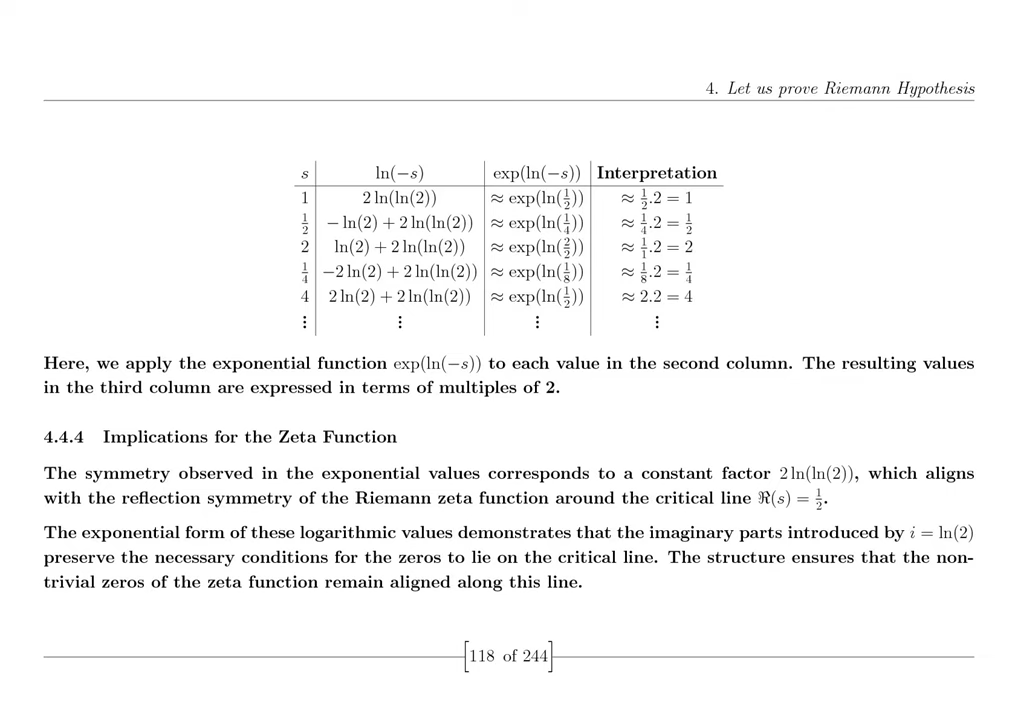 4. Let us prove Riemann Hypothesis
s ln(−s) exp(ln(−s)) Interpretation
1 2 ln(ln(2)) ≈ exp(ln(1/2)) ≈ 1/2.2 = 1
1/2 − ln(2) + 2 ln(ln(2)) ≈ exp(ln(1/4)) ≈ 1/4.2 = 1/2
2 ln(2) + 2 ln(ln(2)) ≈ exp(ln(2/2)) ≈ 1/1.2 = 2
1/4 −2 ln(2) + 2 ln(ln(2)) ≈ exp(ln(1/8)) ≈ 1/8.2 = 1/4
4 2 ln(2) + 2 ln(ln(2)) ≈ exp(ln(1/2)) ≈ 2.2 = 4
⋮ ⋮ ⋮ ⋮
Here, we apply the exponential function exp(ln(−s)) to each value in the second column. The resulting values
in the third column are expressed in terms of multiples of 2.
4.4.4 Implications for the Zeta Function
The symmetry observed in the exponential values corresponds to a constant factor 2 ln(ln(2)), which aligns
with the reflection symmetry of the Riemann zeta function around the critical line ℜ(s) = 1/2.
The exponential form of these logarithmic values demonstrates that the imaginary parts introduced by i = ln(2)
preserve the necessary conditions for the zeros to lie on the critical line. The structure ensures that the non-
trivial zeros of the zeta function remain aligned along this line.
[118 of 244]